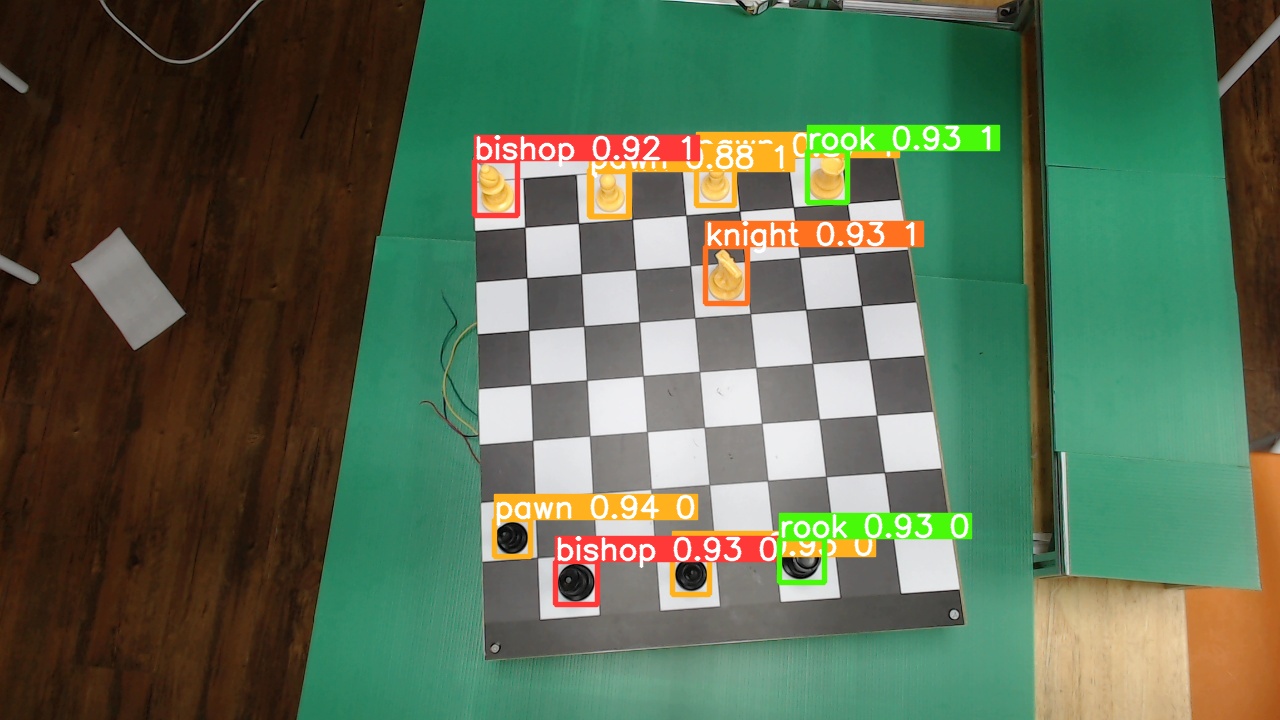 rook 0.93 1
bishop 0.92 1
0.88 1
knight 0.93 1
pawn 0.94 0
rook 0.93 0
bishop 0.93 0